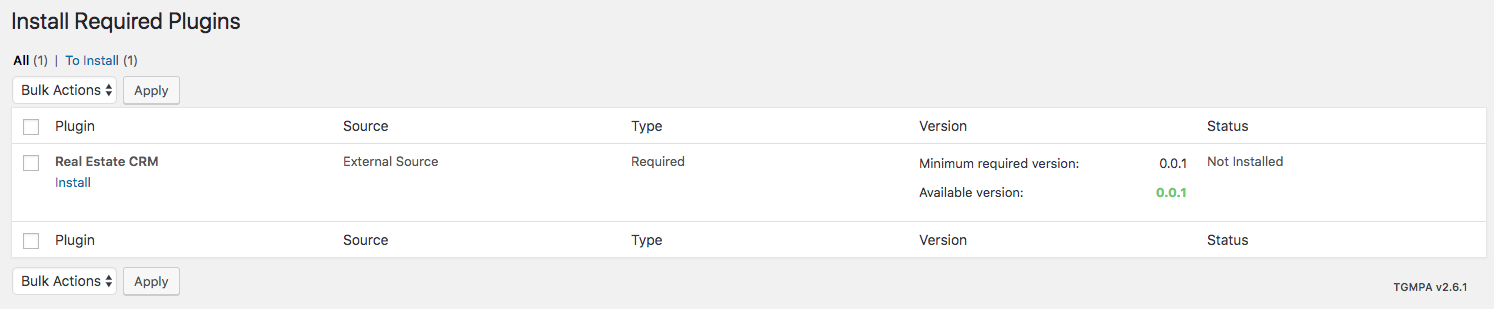 Install Required Plugins
All (1) | To Install (1)
Bulk Actions Apply
Plugin Source Type Version Status
Real Estate CRM External Source Required Minimum required version: 0.0.1 Not Installed
Install Available version: 0.0.1
Plugin Source Type Version Status
Bulk Actions Apply
TGMPA v2.6.1